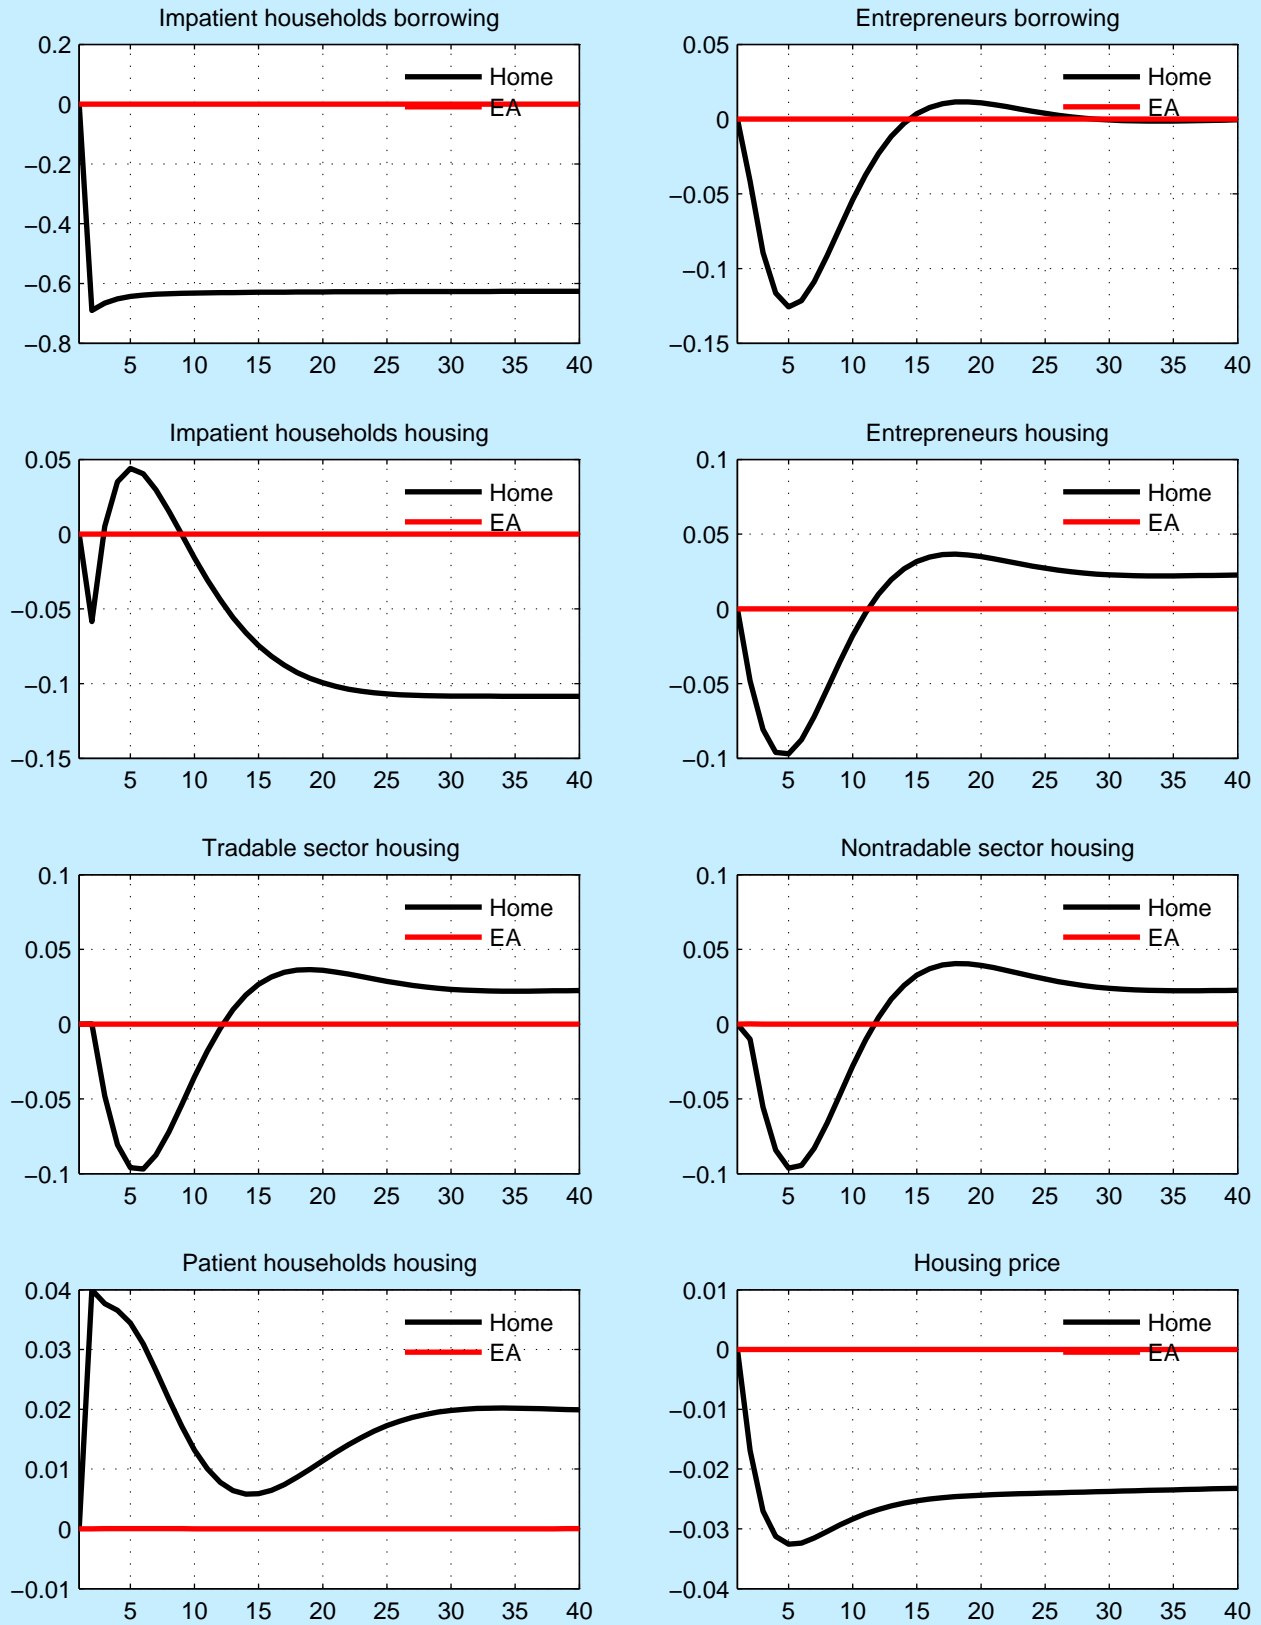 Impatient households borrowing
0.2
0
−0.2
−0.4
−0.6
−0.8
Home
EA
5 10 15 20 25 30 35 40
Entrepreneurs borrowing
0.05
0
−0.05
−0.1
−0.15
Home
EA
5 10 15 20 25 30 35 40
Impatient households housing
0.05
0
−0.05
−0.1
−0.15
Home
EA
5 10 15 20 25 30 35 40
Entrepreneurs housing
0.1
0.05
0
−0.05
−0.1
Home
EA
5 10 15 20 25 30 35 40
Tradable sector housing
0.1
0.05
0
−0.05
−0.1
Home
EA
5 10 15 20 25 30 35 40
Nontradable sector housing
0.1
0.05
0
−0.05
−0.1
Home
EA
5 10 15 20 25 30 35 40
Patient households housing
0.04
0.03
0.02
0.01
0
−0.01
Home
EA
5 10 15 20 25 30 35 40
Housing price
0.01
0
−0.01
−0.02
−0.03
−0.04
Home
EA
5 10 15 20 25 30 35 40